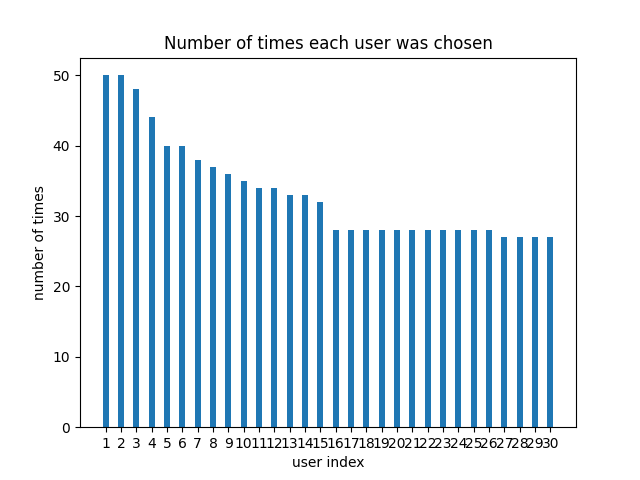 Number of times each user was chosen
50
40
30
20
10
0
number of times
1 2 3 4 5 6 7 8 9 10 11 12 13 14 15 16 17 18 19 20 21 22 23 24 25 26 27 28 29 30
user index